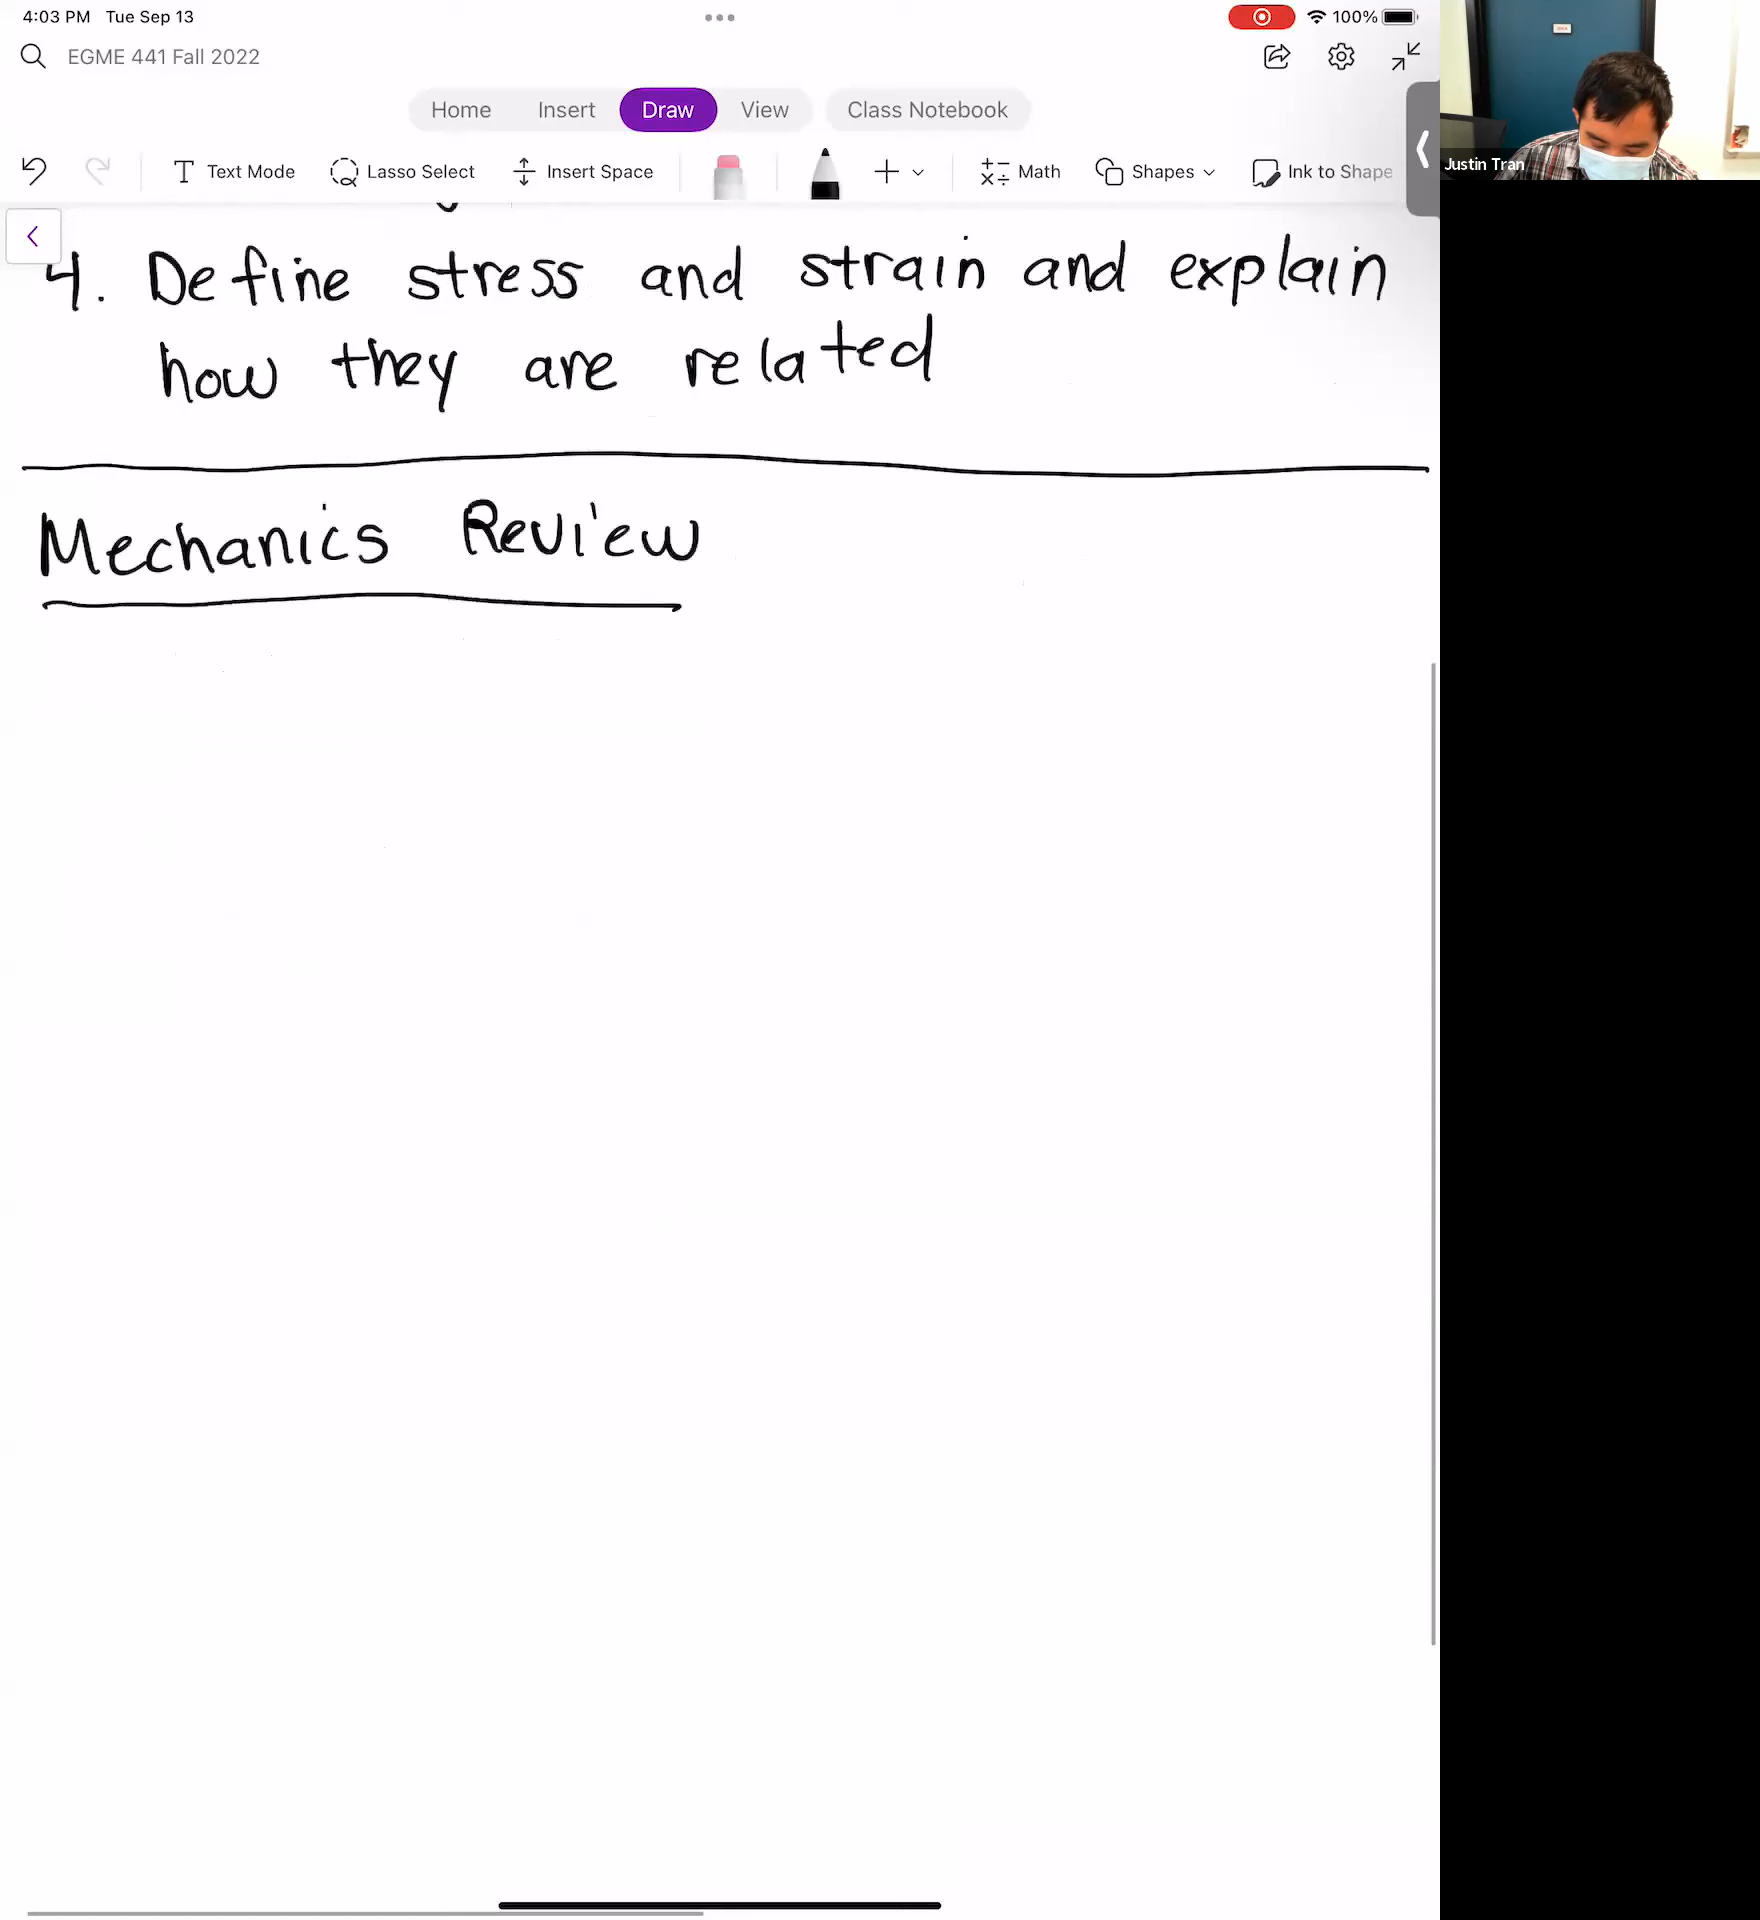 4:03 PM Tue Sep 13 100%
EGME 441 Fall 2022
Home Insert Draw View Class Notebook
Text Mode Lasso Select Insert Space Math Shapes Ink to Shape
Justin Tran
4. Define stress and strain and explain
how they are related
Mechanics Review